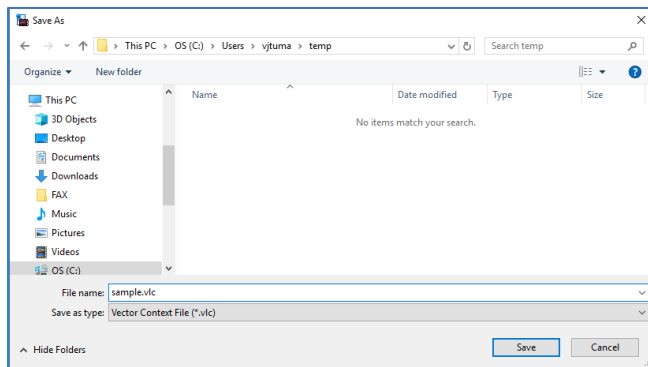 Save As
This PC > OS (C:) > Users > vjtuma > temp
Search temp
Organize
New folder
Name
Date modified
Type
Size
This PC
No items match your search.
3D Objects
Desktop
Documents
Downloads
FAX
Music
Pictures
Videos
OS (C:)
File name: sample.vlc
Save as type: Vector Context File (*.vlc)
Hide Folders
Save
Cancel